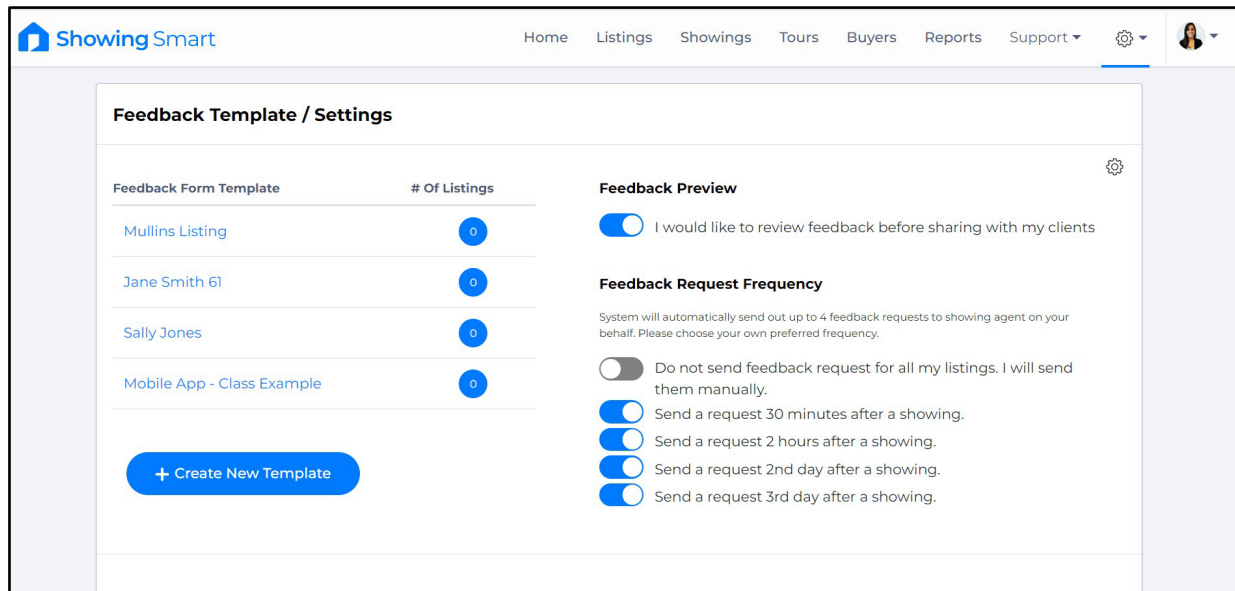 Showing Smart
Home Listings Showings Tours Buyers Reports Support
Feedback Template / Settings
Feedback Form Template # Of Listings
Mullins Listing 0
Jane Smith 61 0
Sally Jones 0
Mobile App - Class Example 0
+ Create New Template
Feedback Preview
I would like to review feedback before sharing with my clients
Feedback Request Frequency
System will automatically send out up to 4 feedback requests to showing agent on your
behalf. Please choose your own preferred frequency.
Do not send feedback request for all my listings. I will send
them manually.
Send a request 30 minutes after a showing.
Send a request 2 hours after a showing.
Send a request 2nd day after a showing.
Send a request 3rd day after a showing.